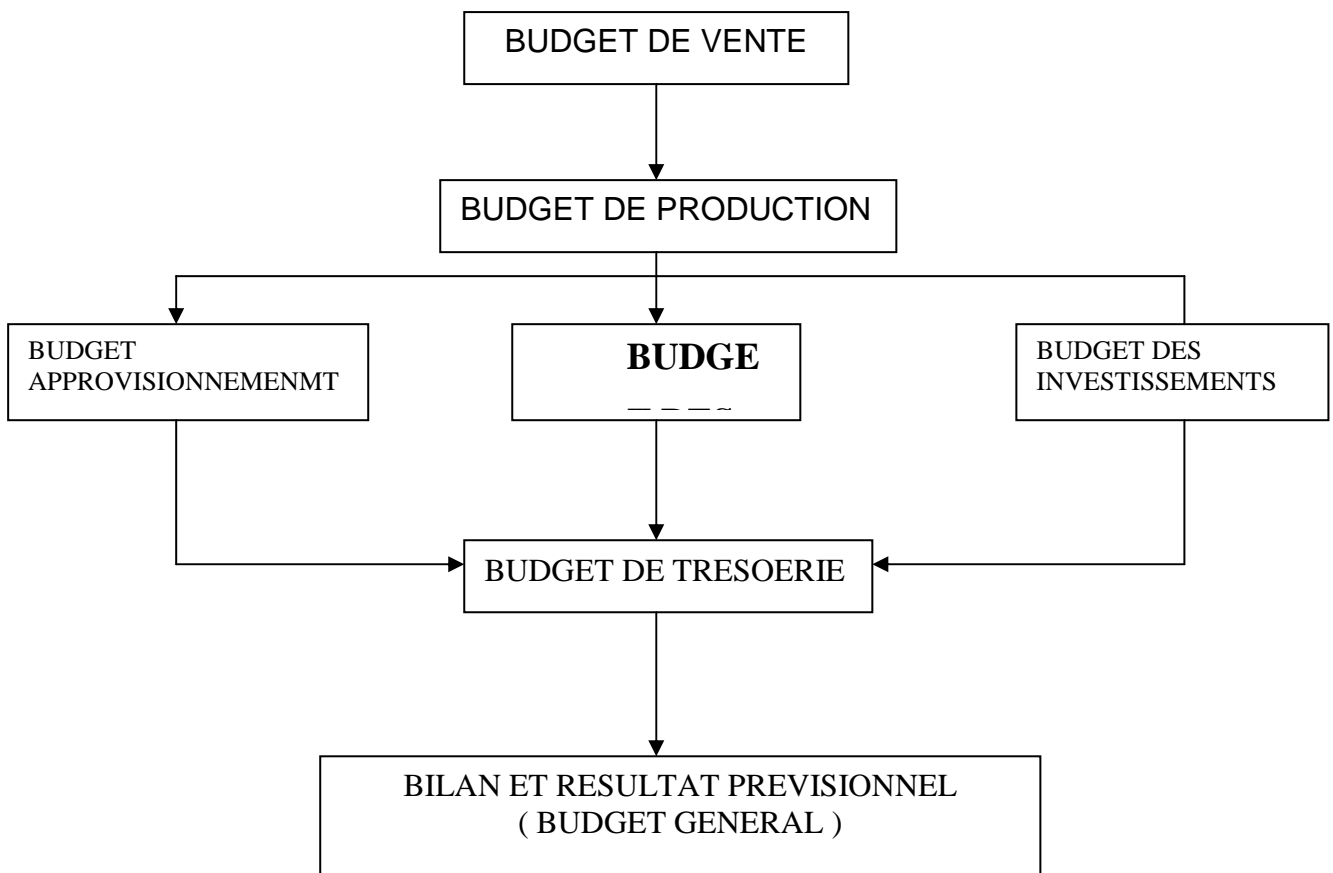 BUDGET DE VENTE
BUDGET DE PRODUCTION
BUDGET
APPROVISIONNEMENMT
BUDGE
BUDGET DES
INVESTISSEMENTS
BUDGET DE TRESOERIE
BILAN ET RESULTAT PREVISIONNEL
( BUDGET GENERAL )